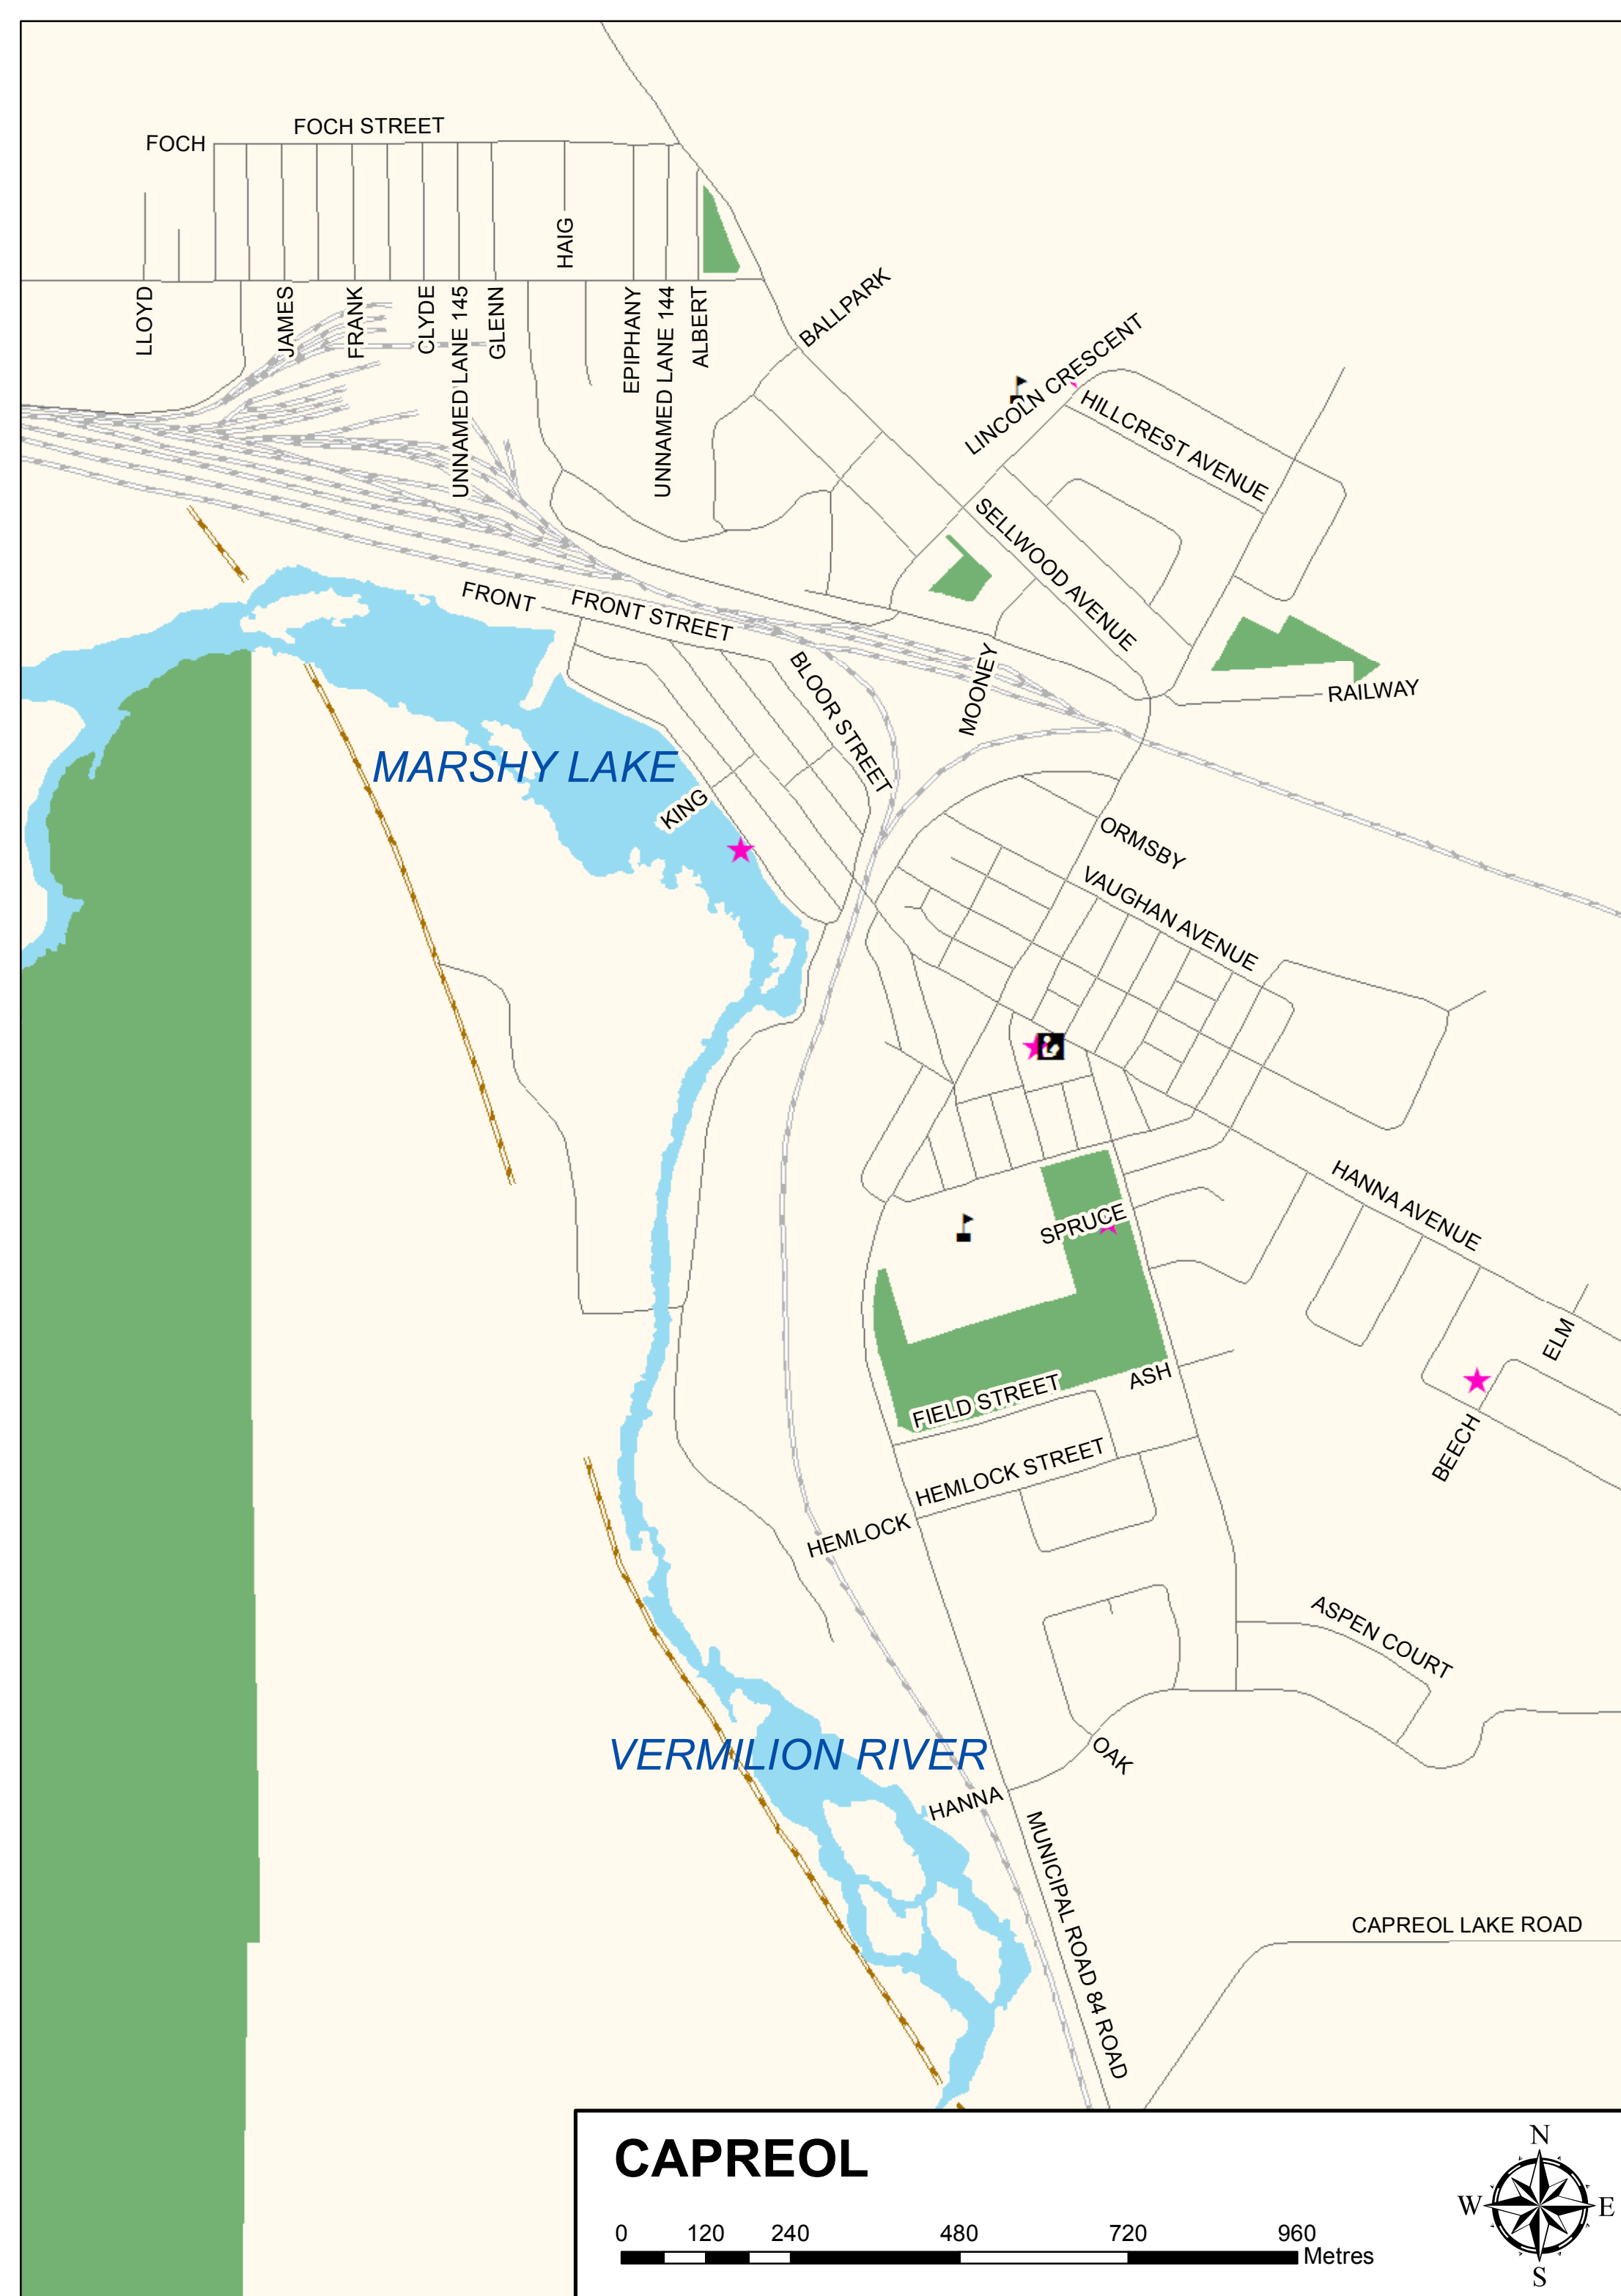 FOCH STREET
FOCH
LLOYD
JAMES
FRANK
CLYDE
UNNAMED LANE 145
GLENN
HAIG
EPIPHANY
UNNAMED LANE 144
ALBERT
BALLPARK
LINCOLN CRESCENT
HILLCREST AVENUE
SELLWOOD AVENUE
FRONT
FRONT STREET
BLOOR STREET
MOONEY
RAILWAY
MARSHY LAKE
KING
ORMSBY
VAUGHAN AVENUE
HANNA AVENUE
SPRUCE
ELM
ASH
FIELD STREET
BEECH
HEMLOCK STREET
HEMLOCK
ASPEN COURT
OAK
VERMILION RIVER
HANNA
MUNICIPAL ROAD 84 ROAD
CAPREOL LAKE ROAD
CAPREOL
N
W E
S
0 120 240 480 720 960
Metres